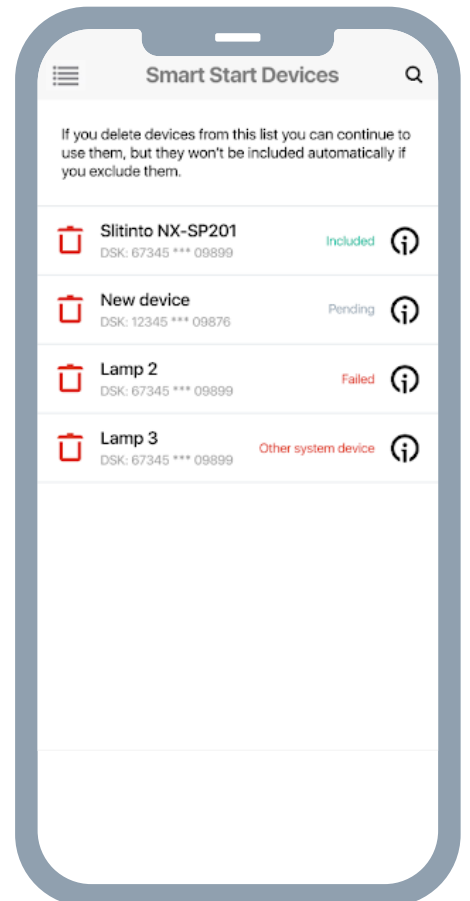 Smart Start Devices
If you delete devices from this list you can continue to
use them, but they won't be included automatically if
you exclude them.
Slitinto NX-SP201
Included
DSK: 67345 *** 09899
New device
Pending
DSK: 12345 *** 09876
Lamp 2
Failed
DSK: 67345 *** 09899
Lamp 3
Other system device
DSK: 67345 *** 09899